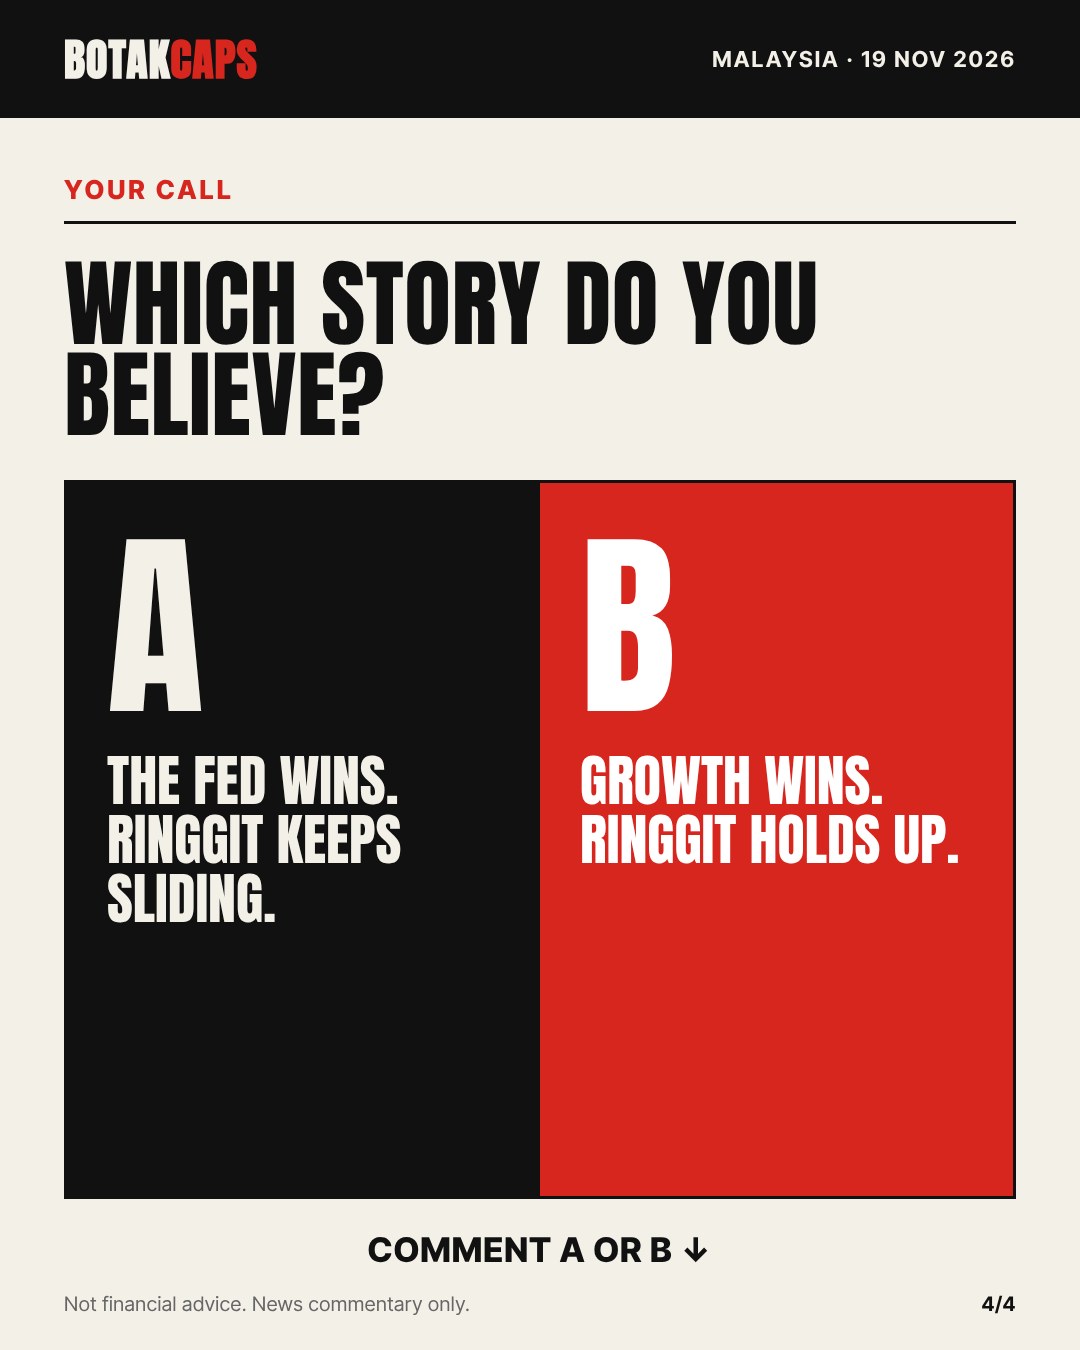 BOTAKCAPS
MALAYSIA · 19 NOV 2026
YOUR CALL
WHICH STORY DO YOU
BELIEVE?
A
THE FED WINS.
RINGGIT KEEPS
SLIDING.
B
GROWTH WINS.
RINGGIT HOLDS UP.
COMMENT A OR B ↓
Not financial advice. News commentary only.
4/4